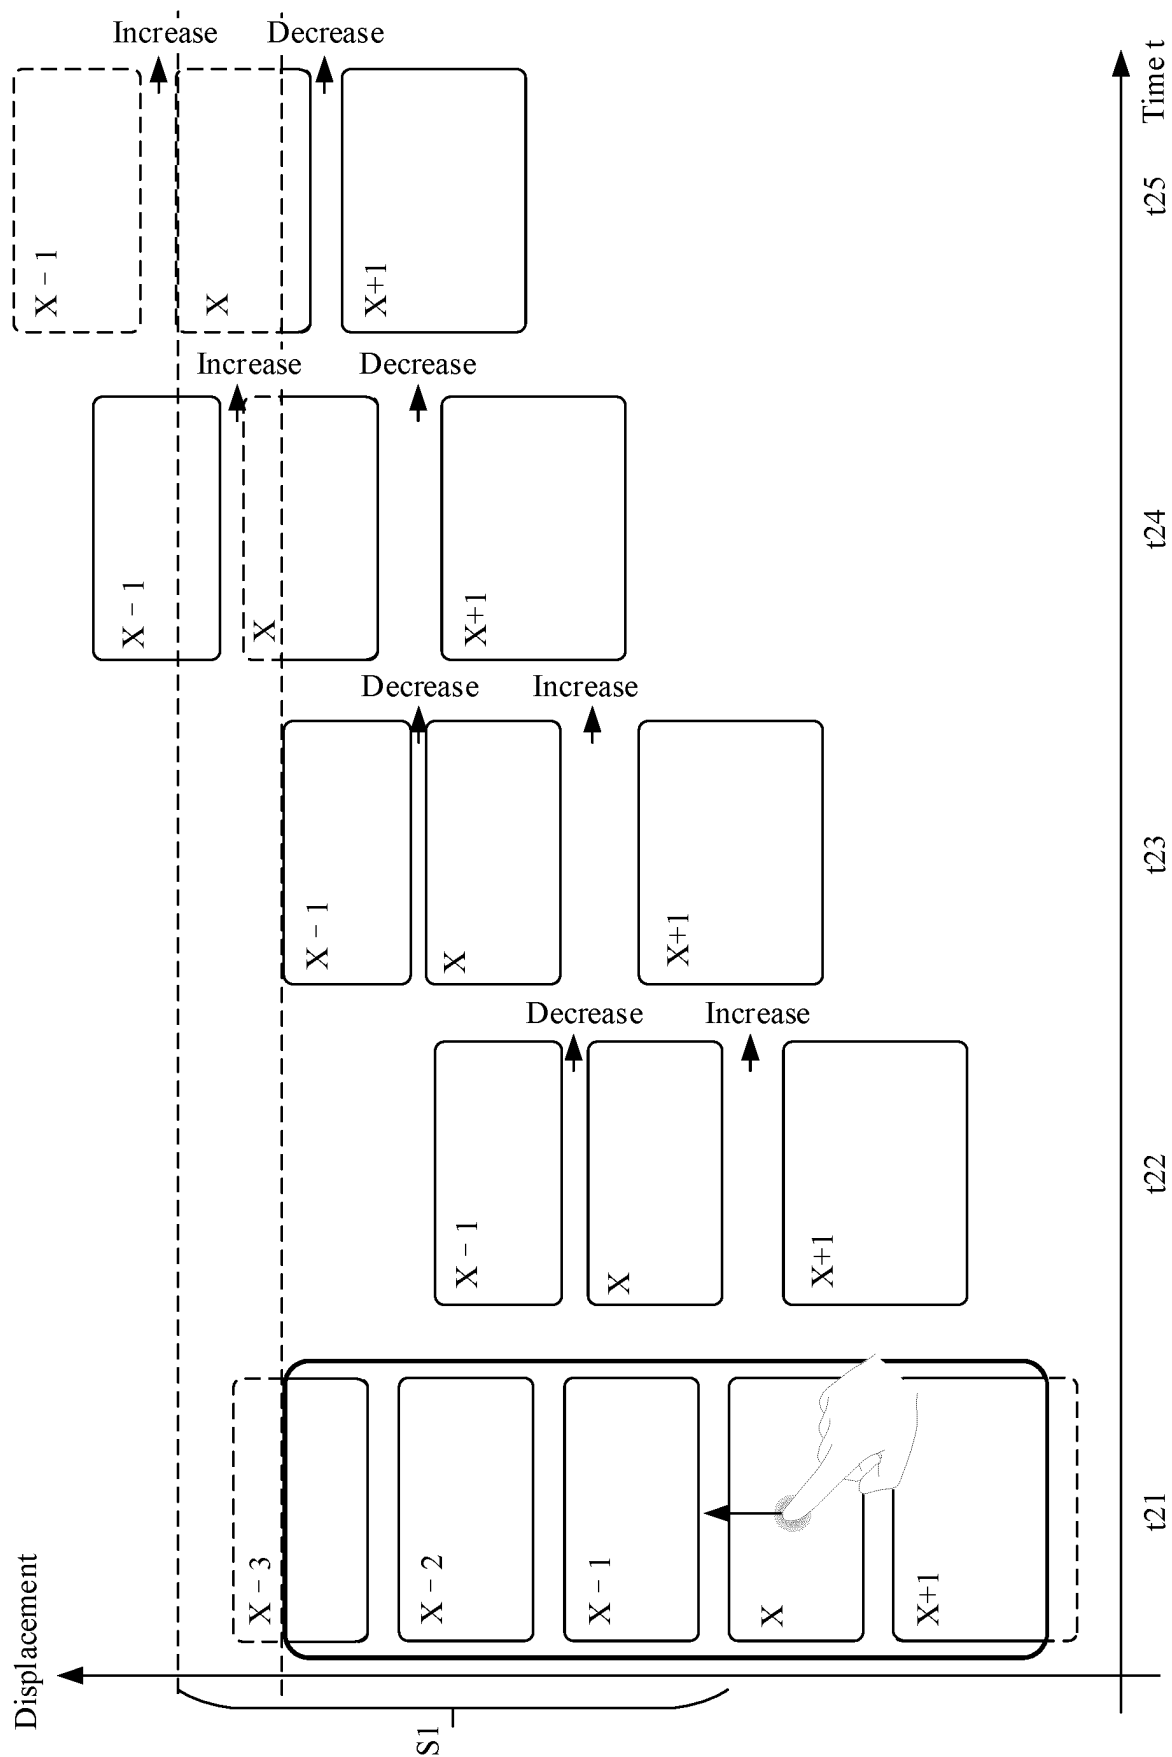 Displacement
S1
X − 3
X − 2
X − 1
X
X+1
t21
X − 1
X
X+1
Decrease
Increase
t22
X − 1
X
X+1
Decrease
Increase
t23
X − 1
X
X+1
Increase
Decrease
t24
X − 1
X
X+1
Increase
Decrease
t25
Time t